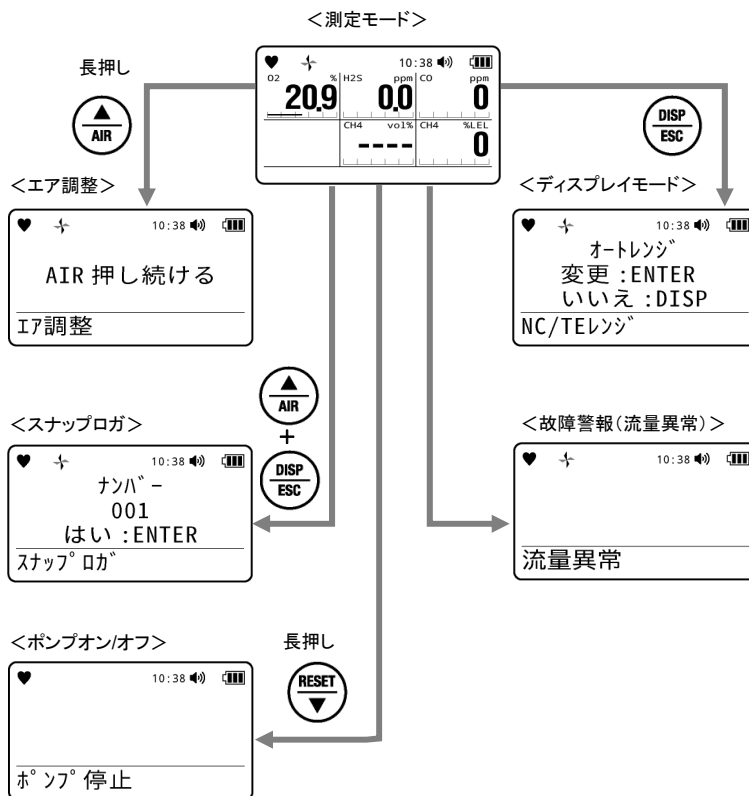 ＜測定モード＞
10:38
O2 % H2S ppm CO ppm
20.9 0.0 0
CH4 vol% CH4 %LEL
---- 0
長押し
▲
AIR
DISP
ESC
＜エア調整＞
10:38
AIR 押し続ける
エア調整
＜ディスプレイモード＞
10:38
オートレンジ
変更 :ENTER
いいえ :DISP
NC/TEレンジ
▲
AIR
+
DISP
ESC
＜スナップロガ＞
10:38
ナンバー
001
はい :ENTER
スナップロガ
＜故障警報（流量異常）＞
10:38
流量異常
＜ポンプオン/オフ＞
10:38
ポンプ停止
長押し
RESET
▼